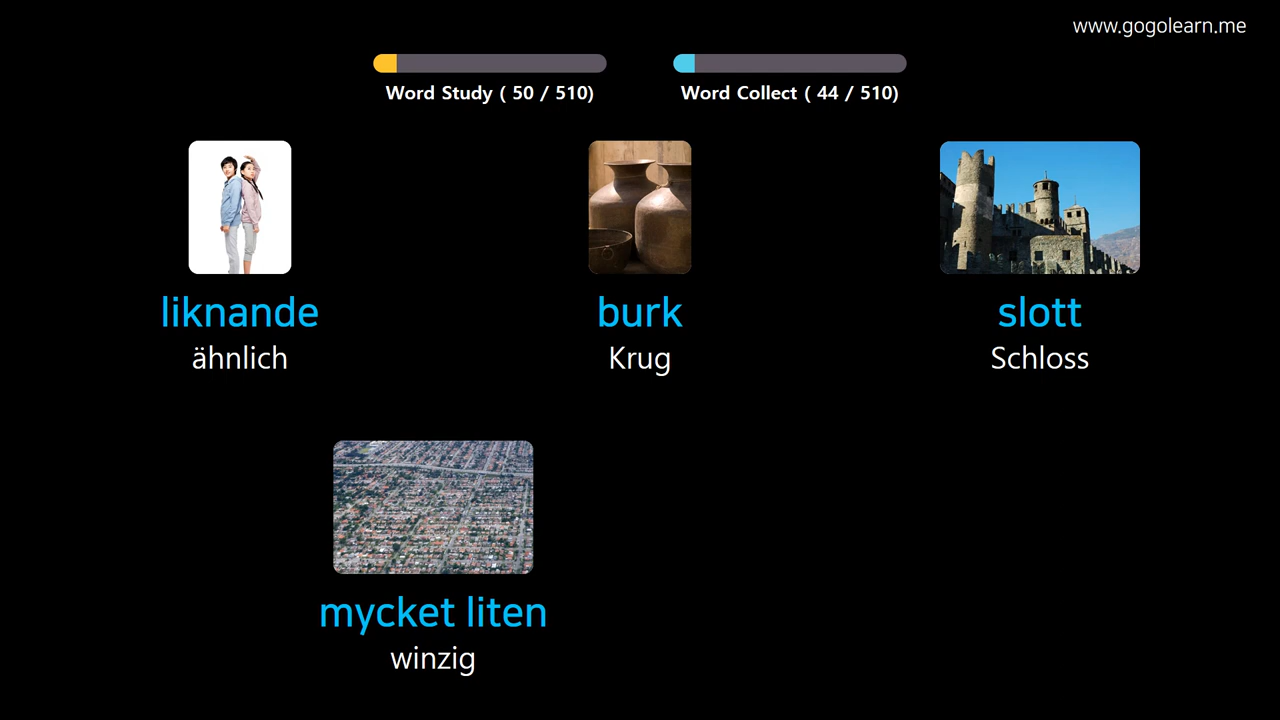 www.gogolearn.me
Word Study ( 50 / 510)
Word Collect ( 44 / 510)
liknande
ähnlich
burk
Krug
slott
Schloss
mycket liten
winzig